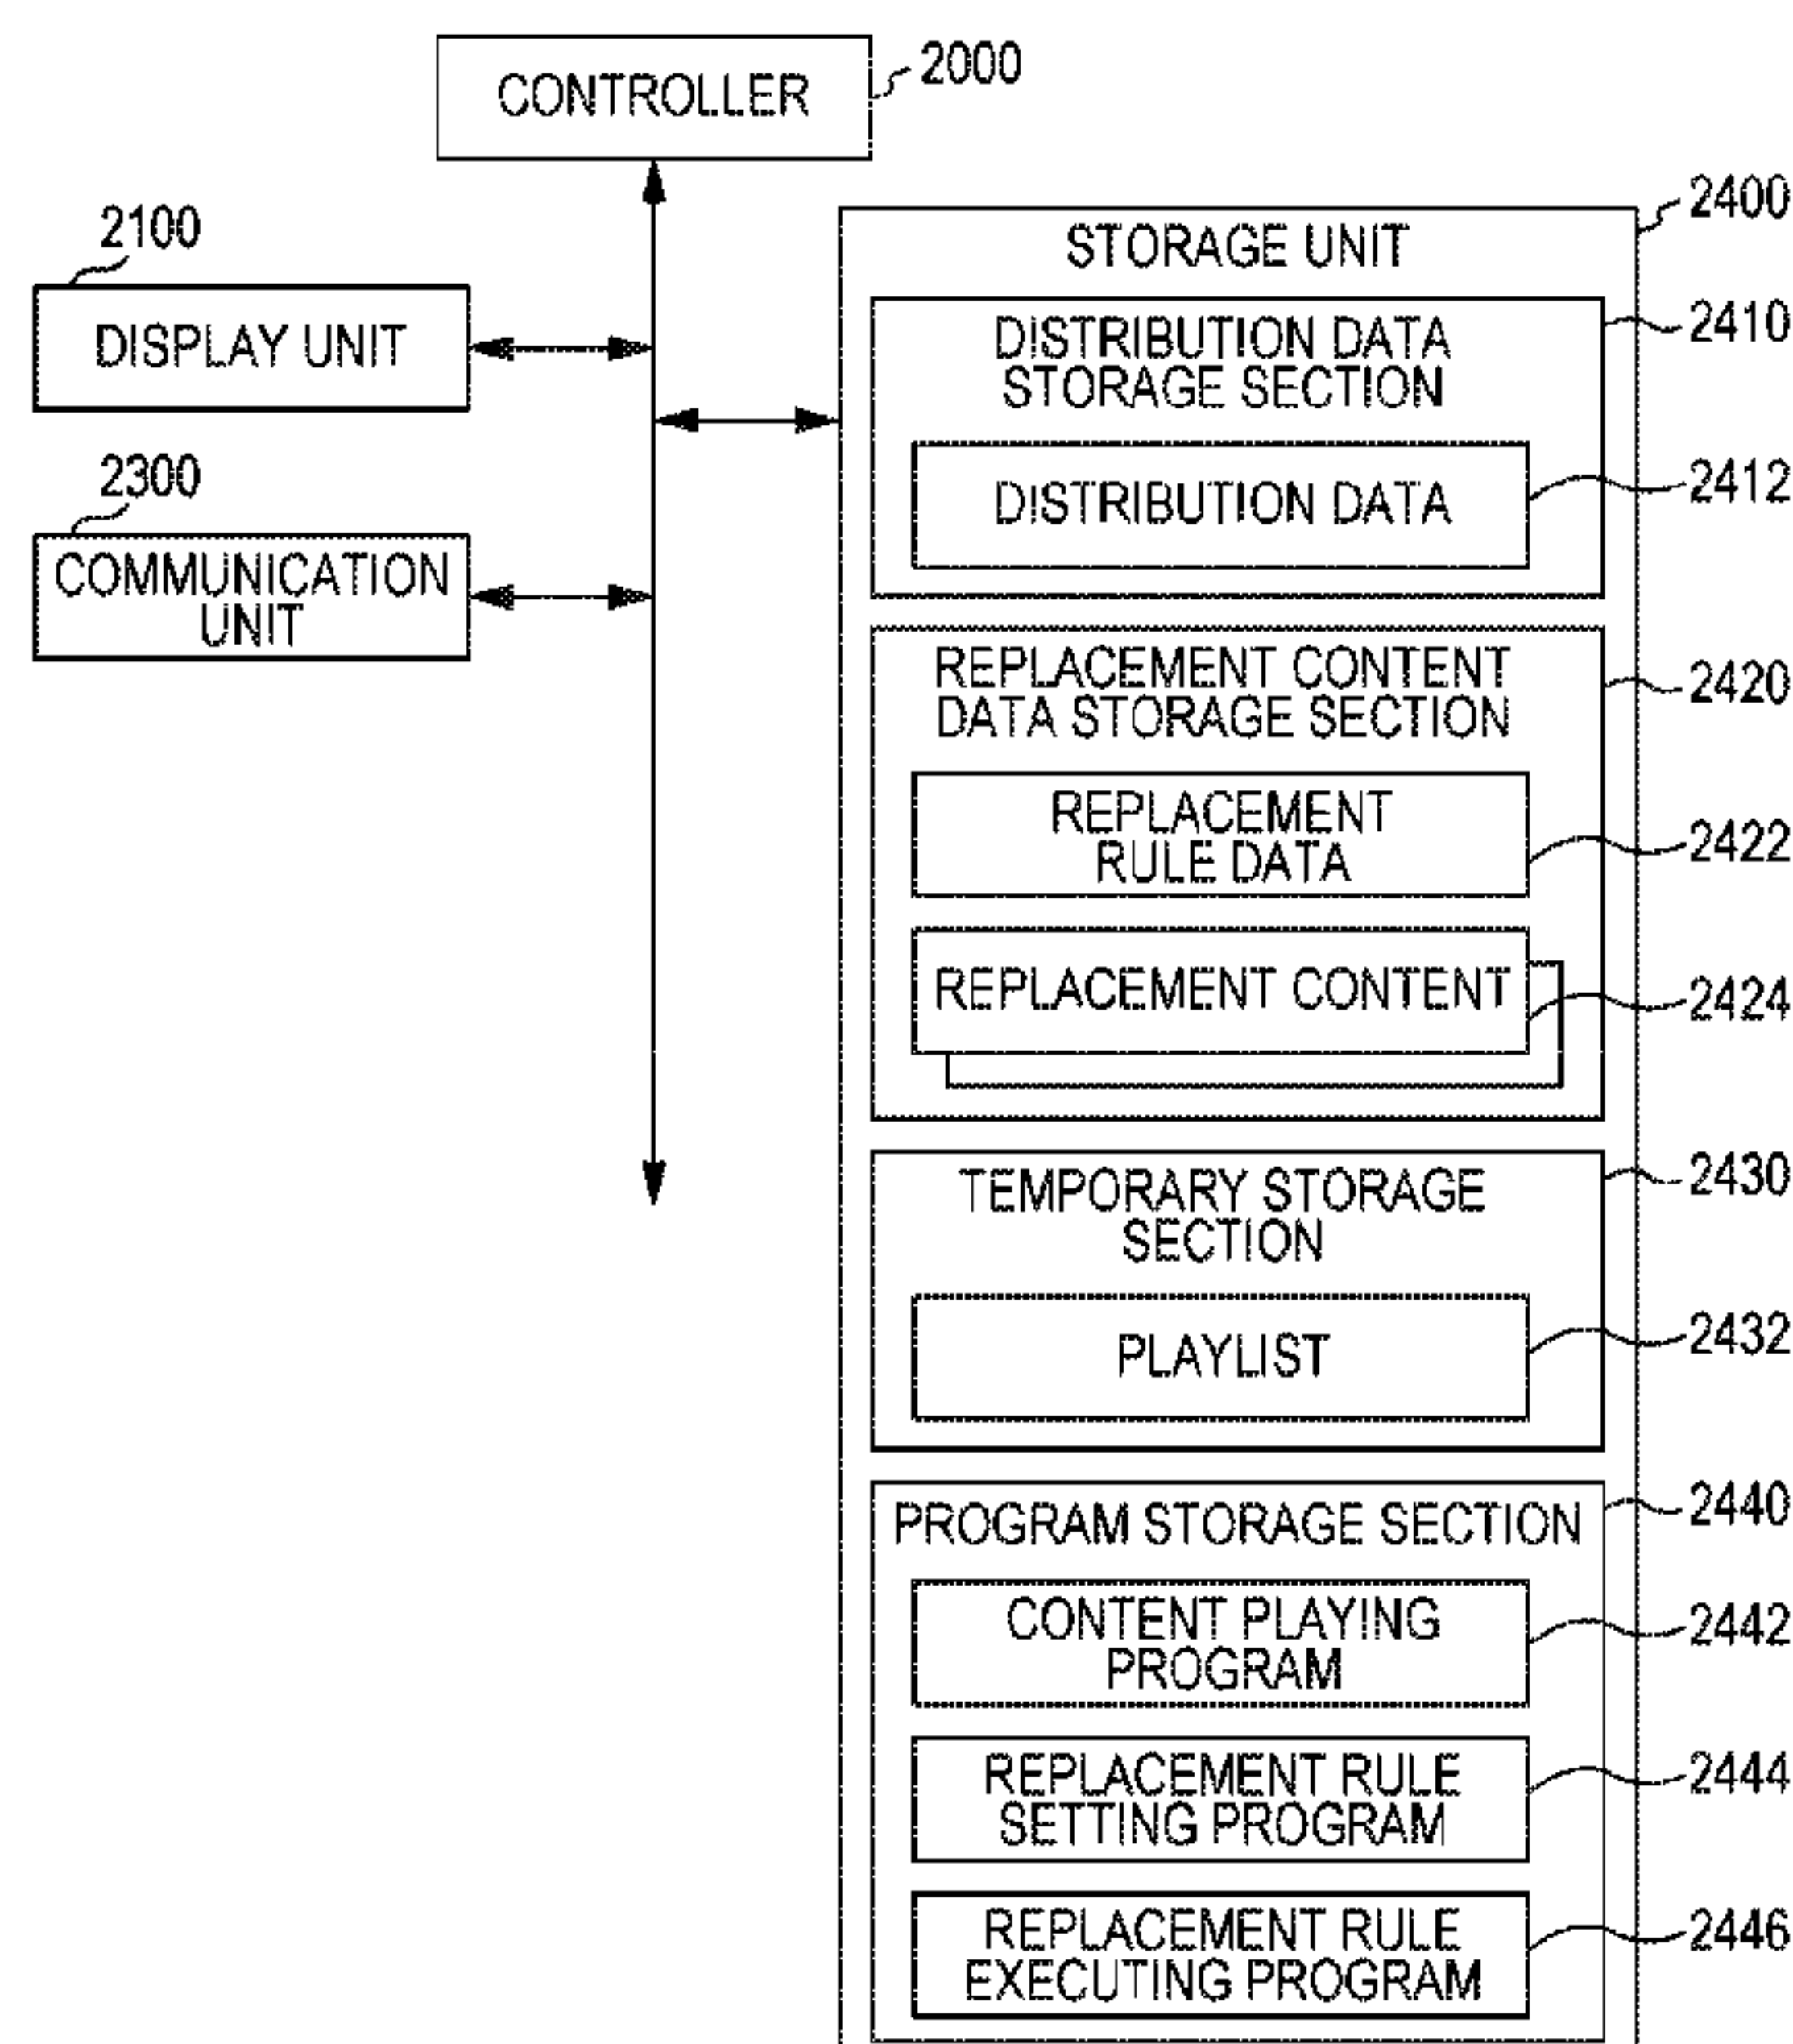 CONTROLLER
2000
2100
DISPLAY UNIT
2300
COMMUNICATION
UNIT
2400
STORAGE UNIT
DISTRIBUTION DATA
STORAGE SECTION
2410
DISTRIBUTION DATA
2412
REPLACEMENT CONTENT
DATA STORAGE SECTION
2420
REPLACEMENT
RULE DATA
2422
REPLACEMENT CONTENT
2424
TEMPORARY STORAGE
SECTION
2430
PLAYLIST
2432
PROGRAM STORAGE SECTION
2440
CONTENT PLAYING
PROGRAM
2442
REPLACEMENT RULE
SETTING PROGRAM
2444
REPLACEMENT RULE
EXECUTING PROGRAM
2446